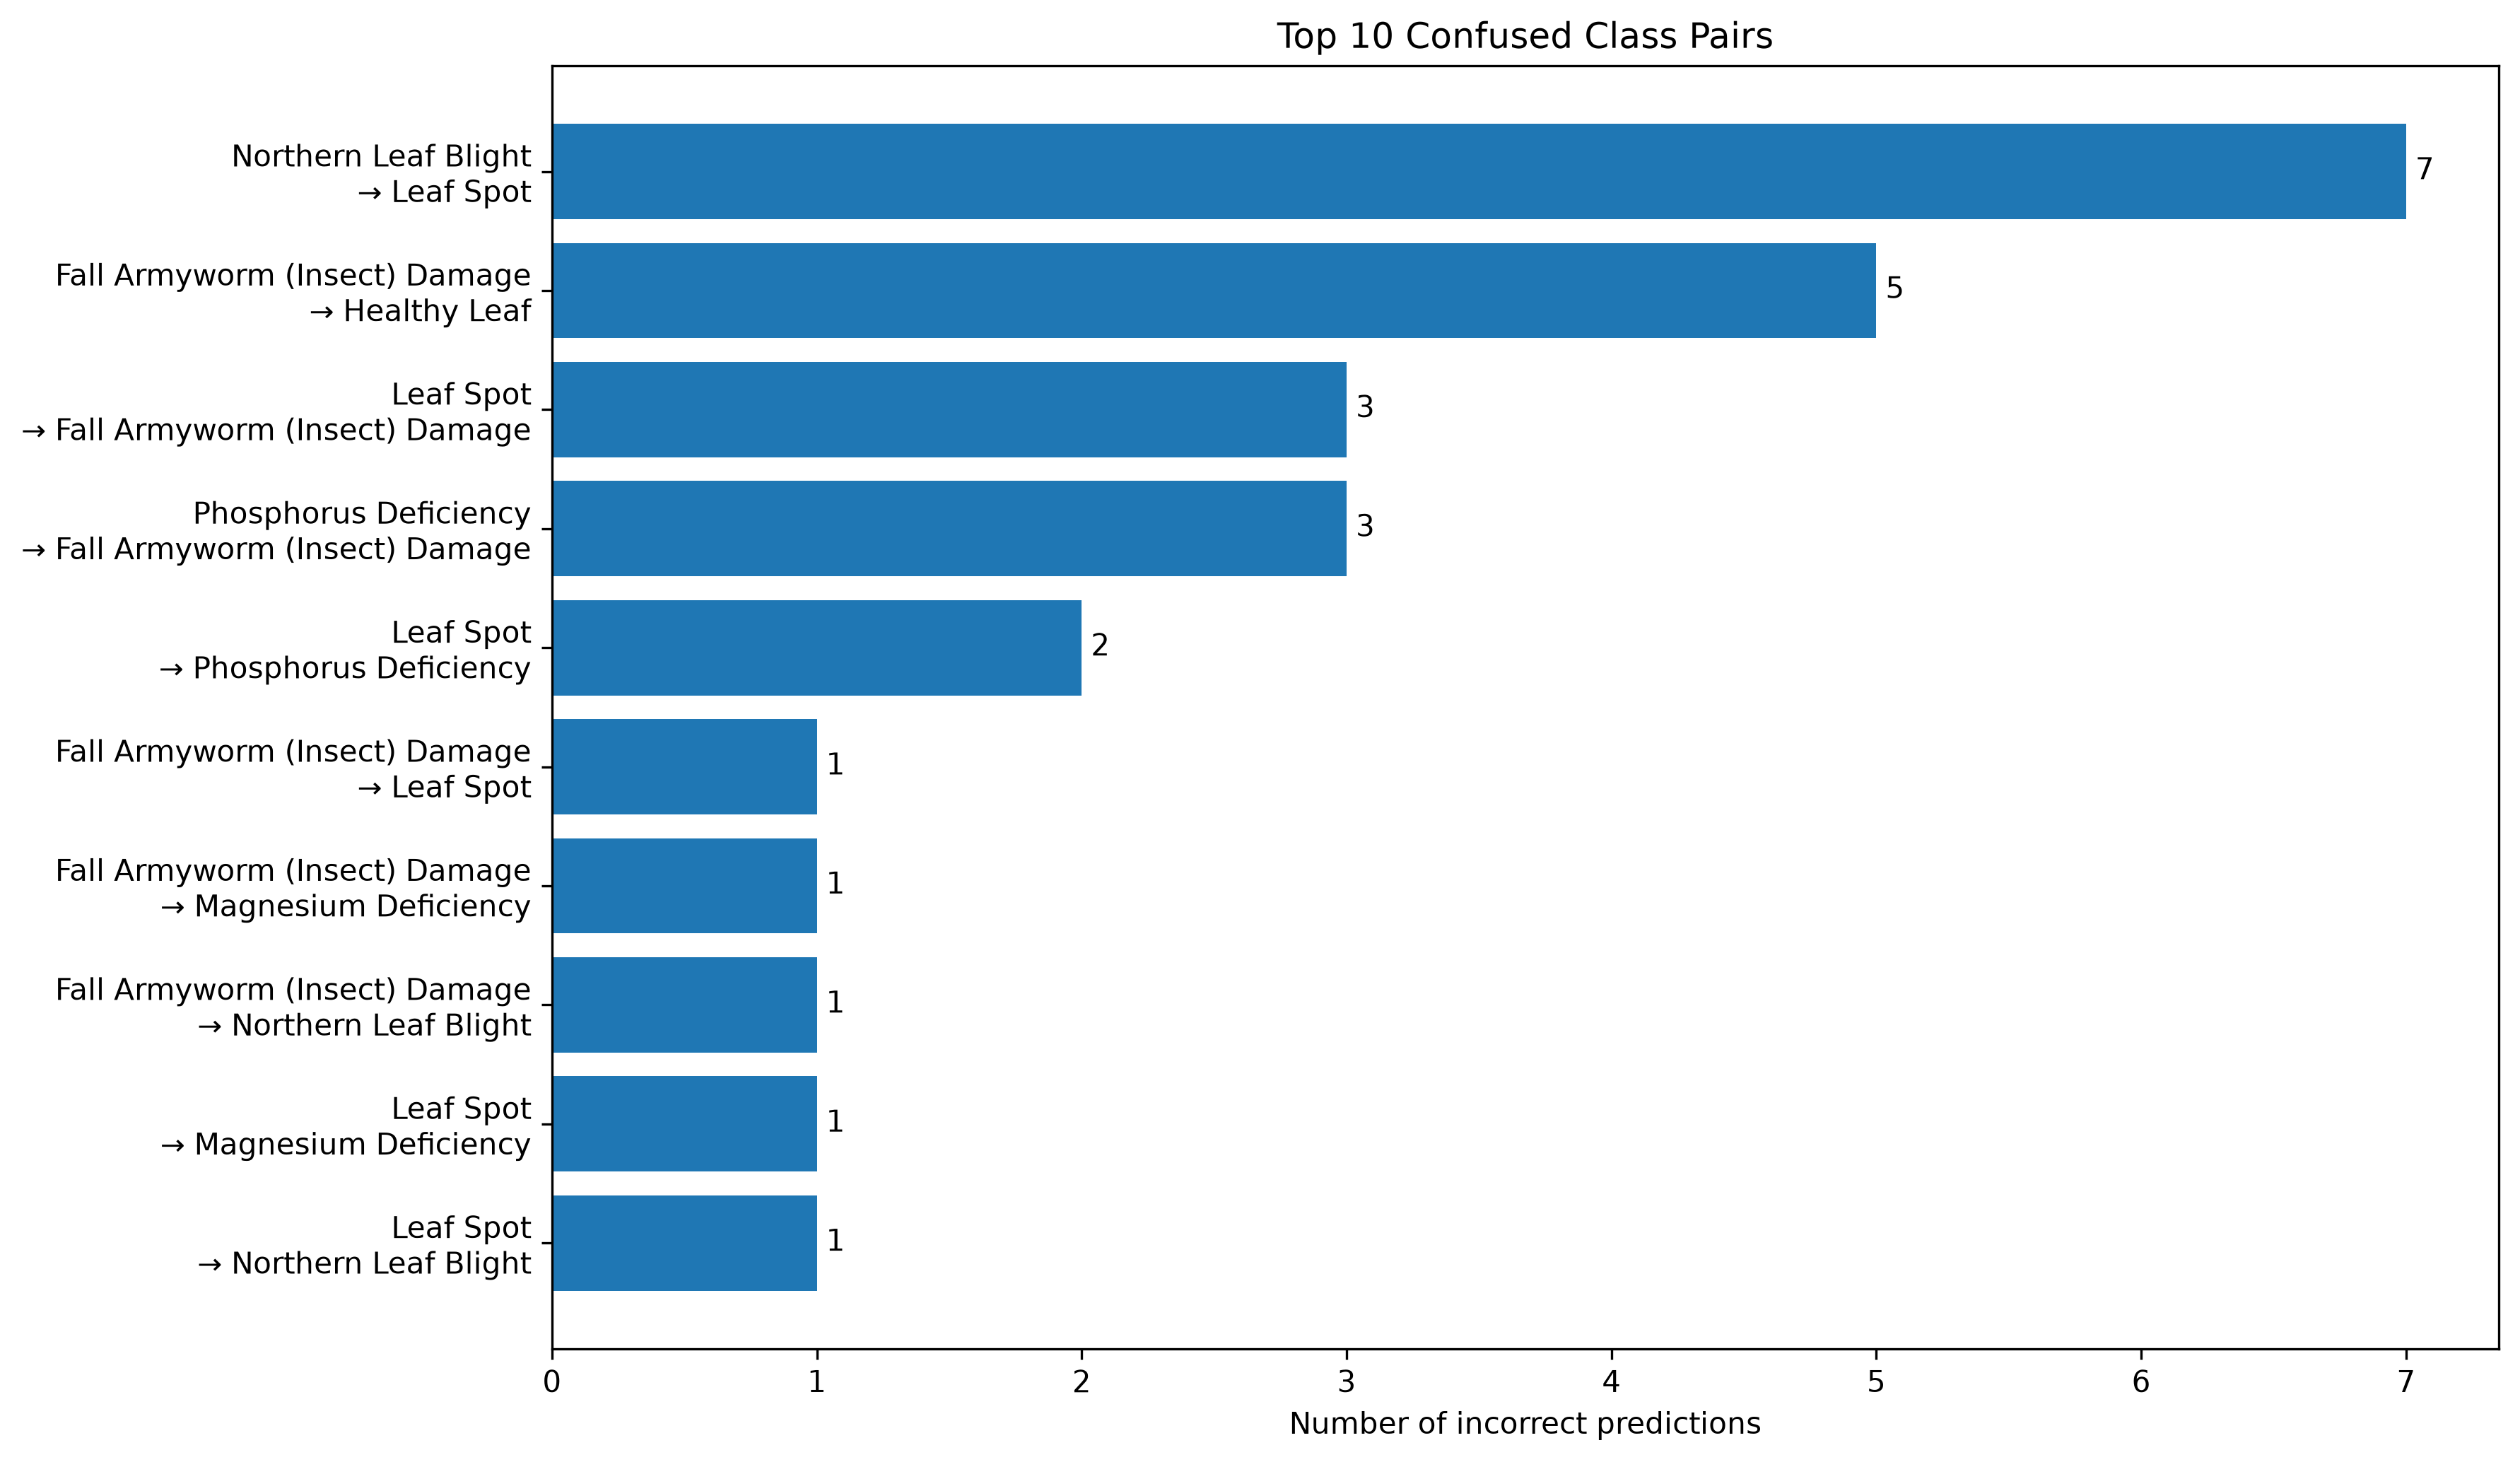 Top 10 Confused Class Pairs
Northern Leaf Blight
→ Leaf Spot
7
Fall Armyworm (Insect) Damage
→ Healthy Leaf
5
Leaf Spot
→ Fall Armyworm (Insect) Damage
3
Phosphorus Deficiency
→ Fall Armyworm (Insect) Damage
3
Leaf Spot
→ Phosphorus Deficiency
2
Fall Armyworm (Insect) Damage
→ Leaf Spot
1
Fall Armyworm (Insect) Damage
→ Magnesium Deficiency
1
Fall Armyworm (Insect) Damage
→ Northern Leaf Blight
1
Leaf Spot
→ Magnesium Deficiency
1
Leaf Spot
→ Northern Leaf Blight
1
0 1 2 3 4 5 6 7
Number of incorrect predictions